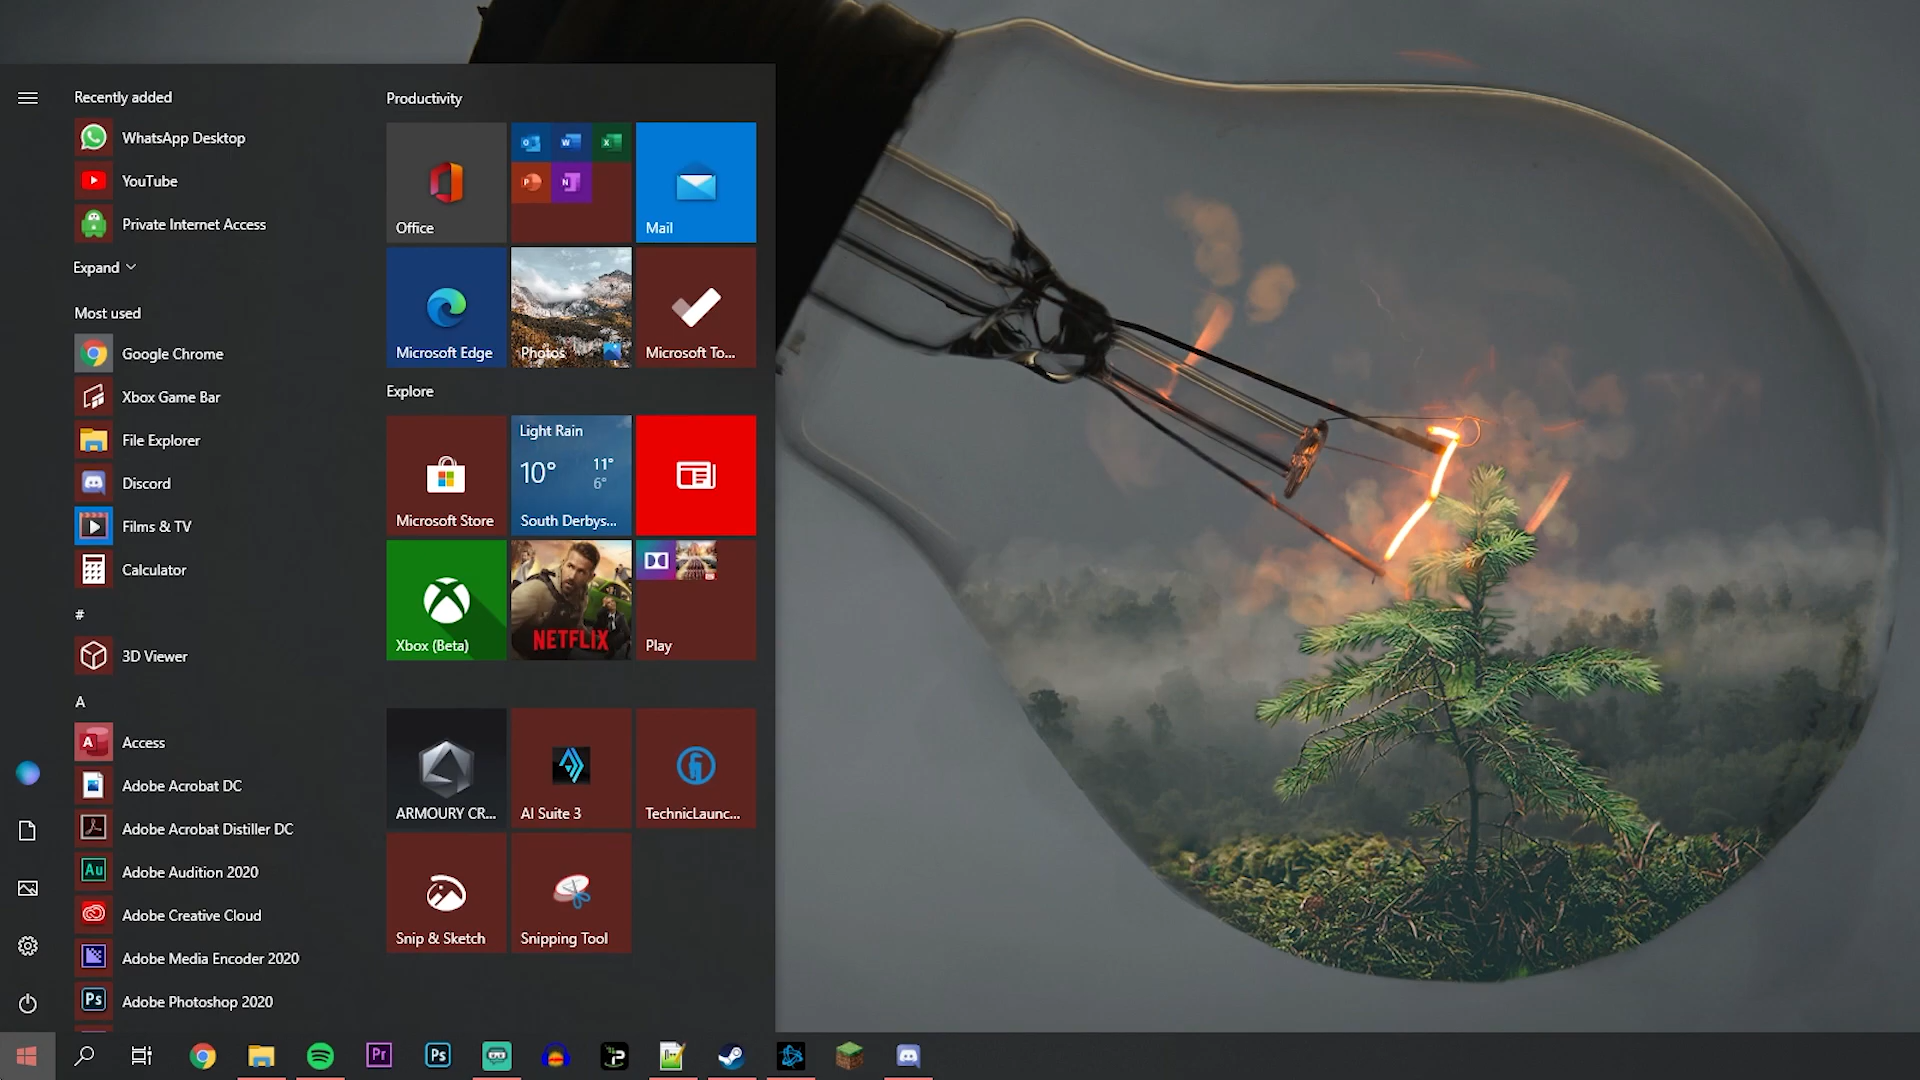 Recently added
WhatsApp Desktop
YouTube
Private Internet Access
Expand
Most used
Google Chrome
Xbox Game Bar
File Explorer
Discord
Films & TV
Calculator
#
3D Viewer
A
Access
Adobe Acrobat DC
Adobe Acrobat Distiller DC
Adobe Audition 2020
Adobe Creative Cloud
Adobe Media Encoder 2020
Adobe Photoshop 2020
Productivity
Office
Mail
Microsoft Edge
Photos
Microsoft To...
Explore
Microsoft Store
Light Rain
10° 11°
6°
South Derbys...
Xbox (Beta)
NETFLIX
Play
ARMOURY CR...
AI Suite 3
TechnicLaunc...
Snip & Sketch
Snipping Tool